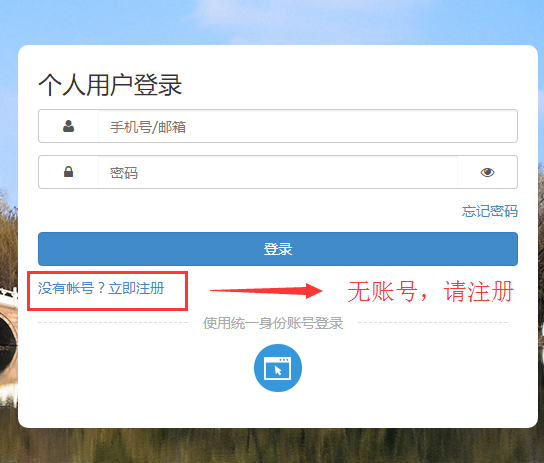 个人用户登录
手机号/邮箱
密码
忘记密码
登录
没有帐号？立即注册
无账号，请注册
使用统一身份账号登录